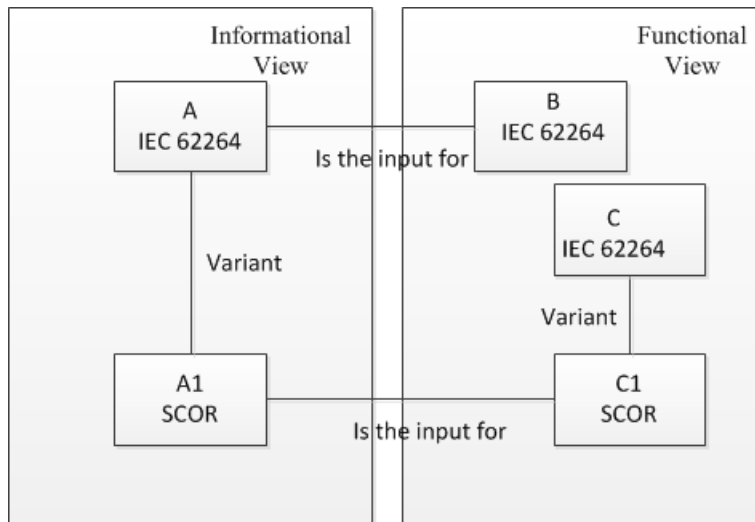 Informational
View
Functional
View
A
IEC 62264
B
IEC 62264
Is the input for
C
IEC 62264
Variant
Variant
A1
SCOR
C1
SCOR
Is the input for